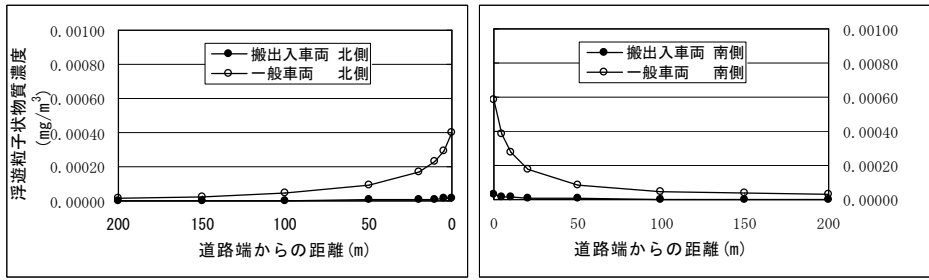 浮遊粒子状物質濃度
(mg/m³)
0.00100
0.00080
0.00060
0.00040
0.00020
0.00000
搬出入車両 北側
一般車両 北側
200 150 100 50 0
道路端からの距離(m)
搬出入車両 南側
一般車両 南側
0.00100
0.00080
0.00060
0.00040
0.00020
0.00000
0 50 100 150 200
道路端からの距離(m)